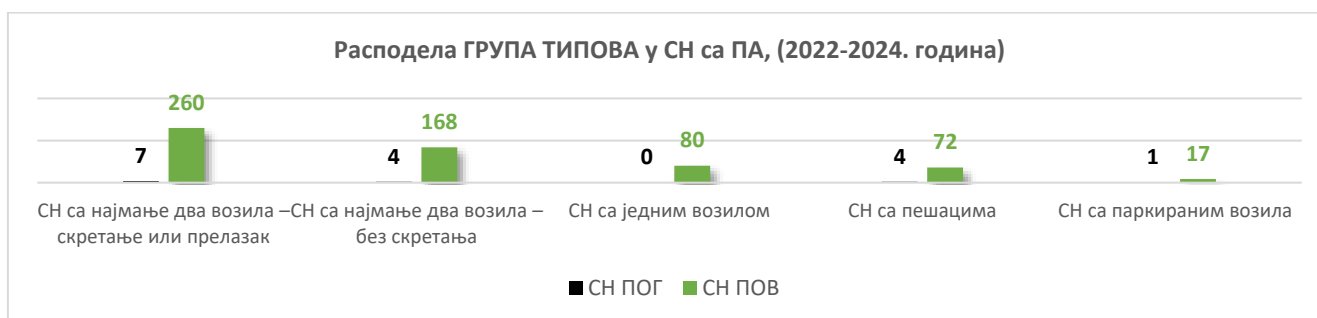 Расподела ГРУПА ТИПОВА у СН са ПА, (2022-2024. година)
7
260
4
168
0
80
4
72
1
17
СН са најмање два возила –
скретање или прелазак
СН са најмање два возила –
без скретања
СН са једним возилом
СН са пешацима
СН са паркираним возила
СН ПОГ
СН ПОВ